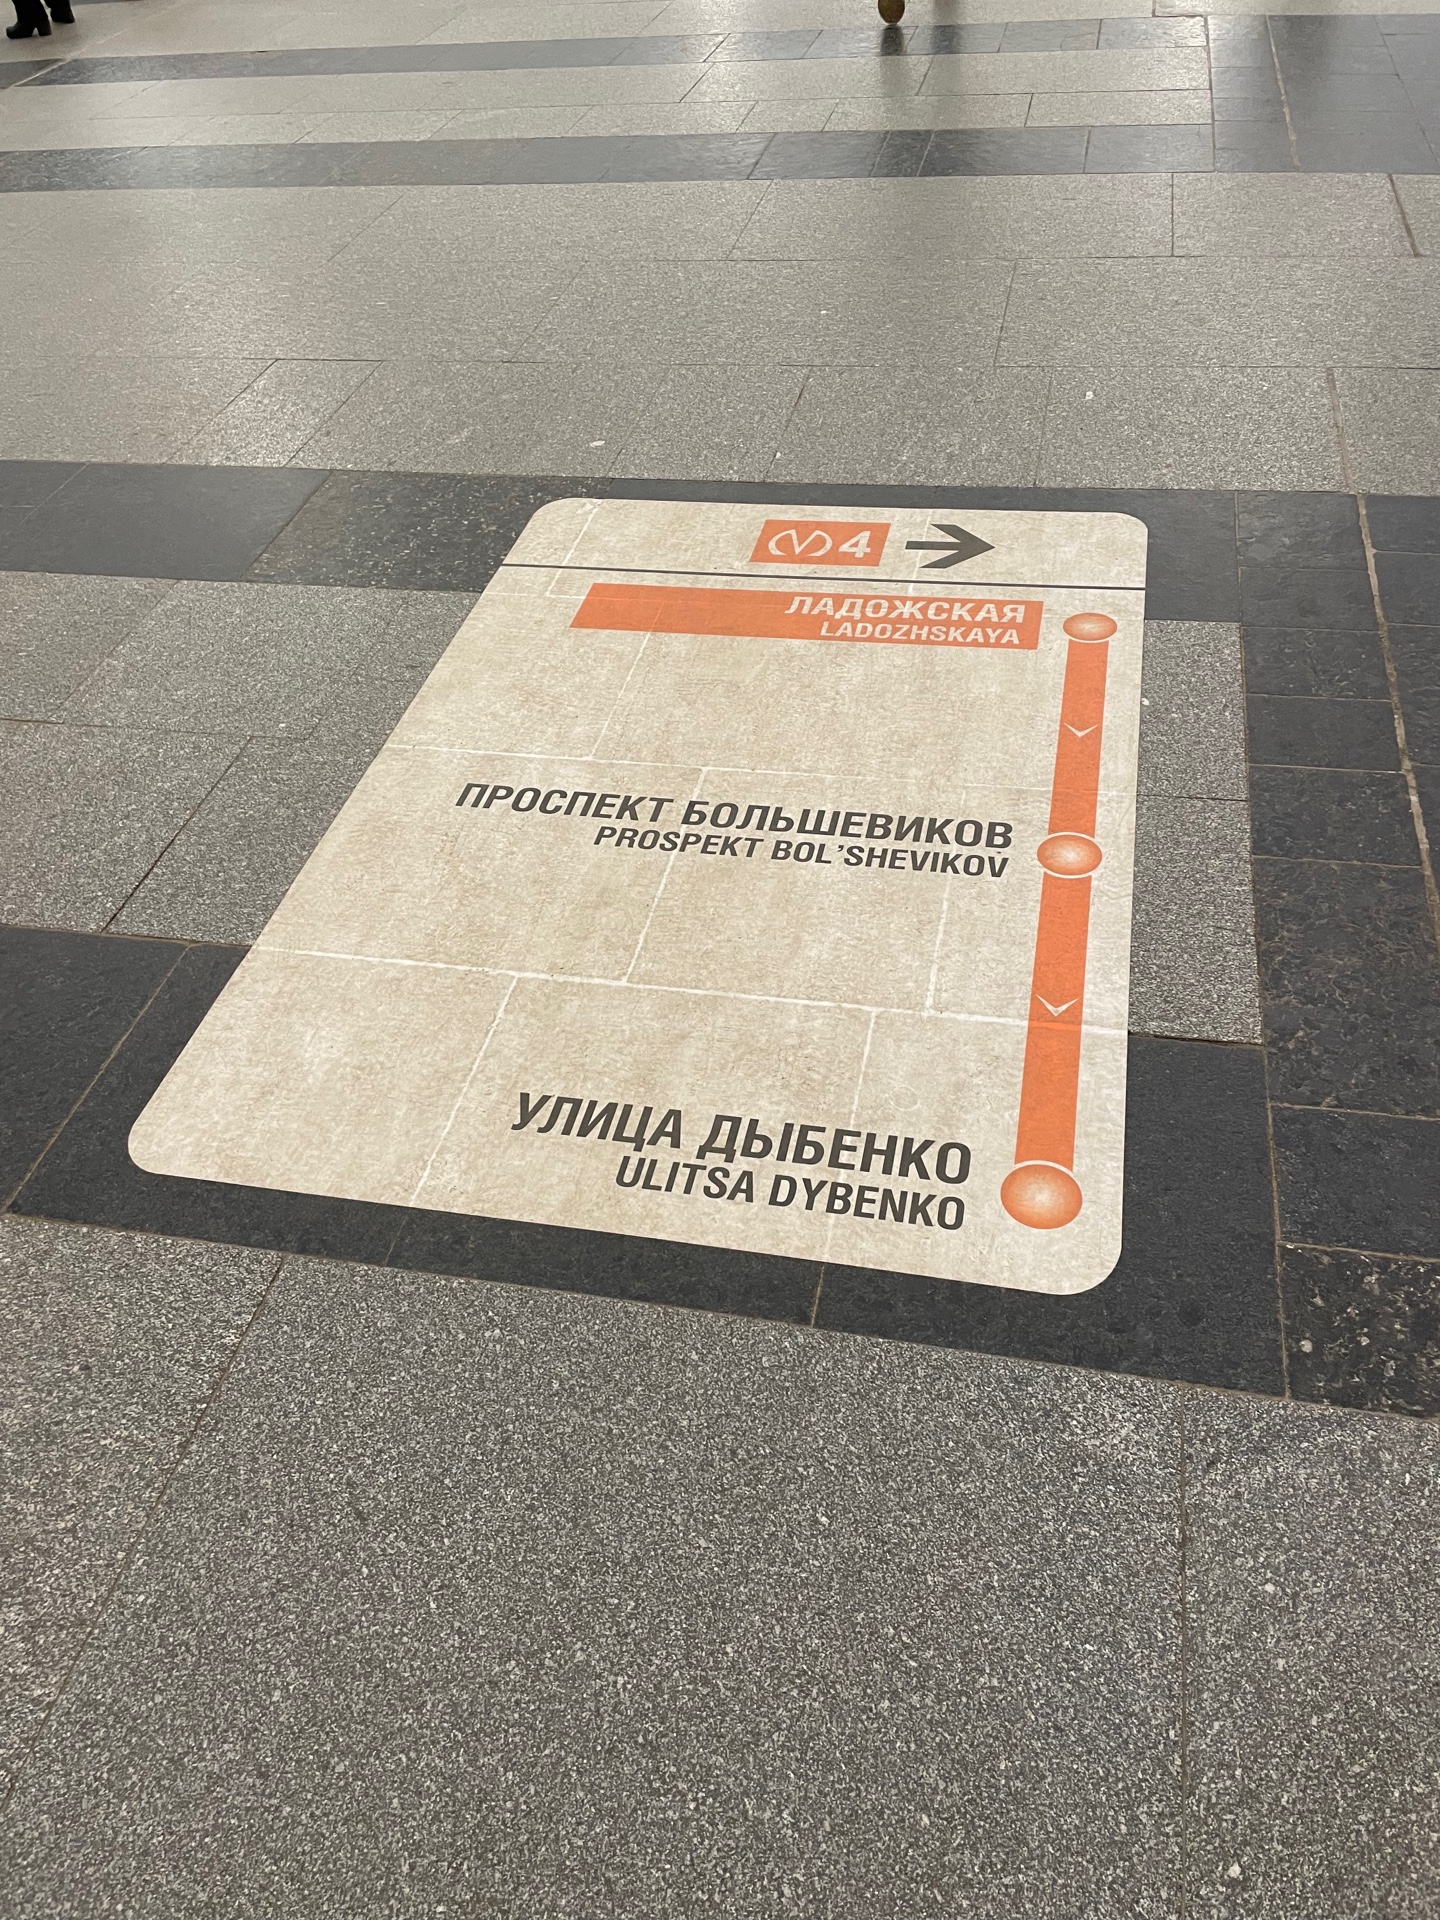 4
ЛАДОЖСКАЯ
LADOZHSKAYA
ПРОСПЕКТ БОЛЬШЕВИКОВ
PROSPEKT BOL'SHEVIKOV
УЛИЦА ДЫБЕНКО
ULITSA DYBENKO